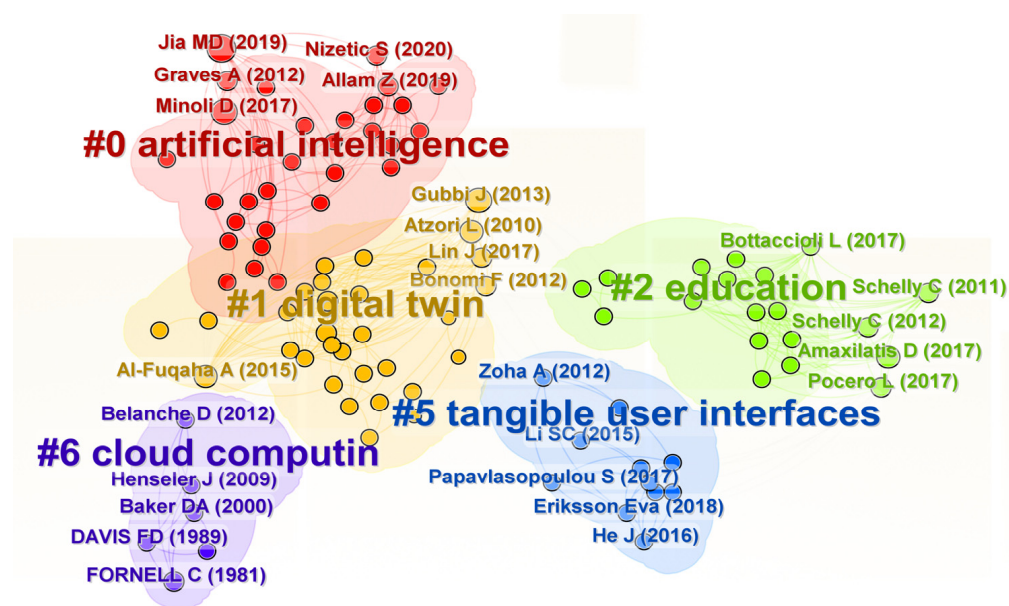 Jia MD (2019)
Nizetic S (2020)
Graves A (2012)
Allam Z (2019)
Minoli D (2017)
#0 artificial intelligence
Gubbi J (2013)
Atzori L (2010)
Lin J (2017)
Bonomi F (2012)
#1 digital twin
Al-Fuqaha A (2015)
Bottaccioli L (2017)
#2 education
Schelly C (2011)
Schelly C (2012)
Amaxilatis D (2017)
Pocero L (2017)
Zoha A (2012)
#5 tangible user interfaces
Li SC (2015)
Papavlasopoulou S (2017)
Eriksson Eva (2018)
He J (2016)
Belanche D (2012)
#6 cloud computin
Henseler J (2009)
Baker DA (2000)
DAVIS FD (1989)
FORNELL C (1981)